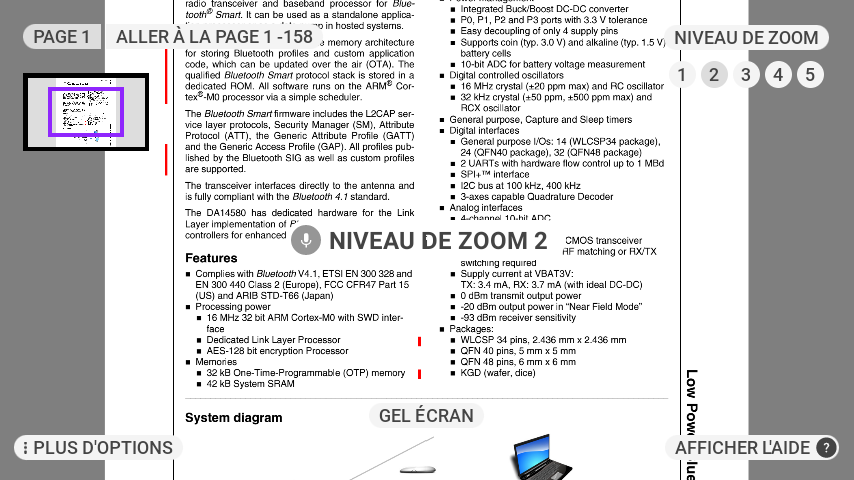 radio transceiver and baseband processor for Blue-
tooth® Smart. It can be used as a standalone applica-
in hosted systems.
PAGE 1
ALLER À LA PAGE 1 -158
memory architecture
for storing Bluetooth profiles and custom application
code, which can be updated over the air (OTA). The
qualified Bluetooth Smart protocol stack is stored in a
dedicated ROM. All software runs on the ARM® Cor-
tex®-M0 processor via a simple scheduler.
The Bluetooth Smart firmware includes the L2CAP ser-
vice layer protocols, Security Manager (SM), Attribute
Protocol (ATT), the Generic Attribute Profile (GATT)
and the Generic Access Profile (GAP). All profiles pub-
lished by the Bluetooth SIG as well as custom profiles
are supported.
The transceiver interfaces directly to the antenna and
is fully compliant with the Bluetooth 4.1 standard.
The DA14580 has dedicated hardware for the Link
Layer implementation of
controllers for enhanced
NIVEAU DE ZOOM 2
Features
■ Complies with Bluetooth V4.1, ETSI EN 300 328 and
EN 300 440 Class 2 (Europe), FCC CFR47 Part 15
(US) and ARIB STD-T66 (Japan)
■ Processing power
■ 16 MHz 32 bit ARM Cortex-M0 with SWD inter-
face
■ Dedicated Link Layer Processor
■ AES-128 bit encryption Processor
■ Memories
■ 32 kB One-Time-Programmable (OTP) memory
■ 42 kB System SRAM
■ Integrated Buck/Boost DC-DC converter
■ P0, P1, P2 and P3 ports with 3.3 V tolerance
■ Easy decoupling of only 4 supply pins
■ Supports coin (typ. 3.0 V) and alkaline (typ. 1.5 V)
battery cells
■ 10-bit ADC for battery voltage measurement
■ Digital controlled oscillators
■ 16 MHz crystal (±20 ppm max) and RC oscillator
■ 32 kHz crystal (±50 ppm, ±500 ppm max) and
RCX oscillator
■ General purpose, Capture and Sleep timers
■ Digital interfaces
■ General purpose I/Os: 14 (WLCSP34 package),
24 (QFN40 package), 32 (QFN48 package)
■ 2 UARTs with hardware flow control up to 1 MBd
■ SPI+™ interface
■ I2C bus at 100 kHz, 400 kHz
■ 3-axes capable Quadrature Decoder
■ Analog interfaces
■ 4-channel 10-bit ADC
CMOS transceiver
RF matching or RX/TX
switching required
■ Supply current at VBAT3V:
TX: 3.4 mA, RX: 3.7 mA (with ideal DC-DC)
■ 0 dBm transmit output power
■ -20 dBm output power in “Near Field Mode”
■ -93 dBm receiver sensitivity
■ Packages:
■ WLCSP 34 pins, 2.436 mm x 2.436 mm
■ QFN 40 pins, 5 mm x 5 mm
■ QFN 48 pins, 6 mm x 6 mm
■ KGD (wafer, dice)
NIVEAU DE ZOOM
1 2 3 4 5
System diagram
GEL ÉCRAN
Low Pow
PLUS D'OPTIONS
AFFICHER L'AIDE ?